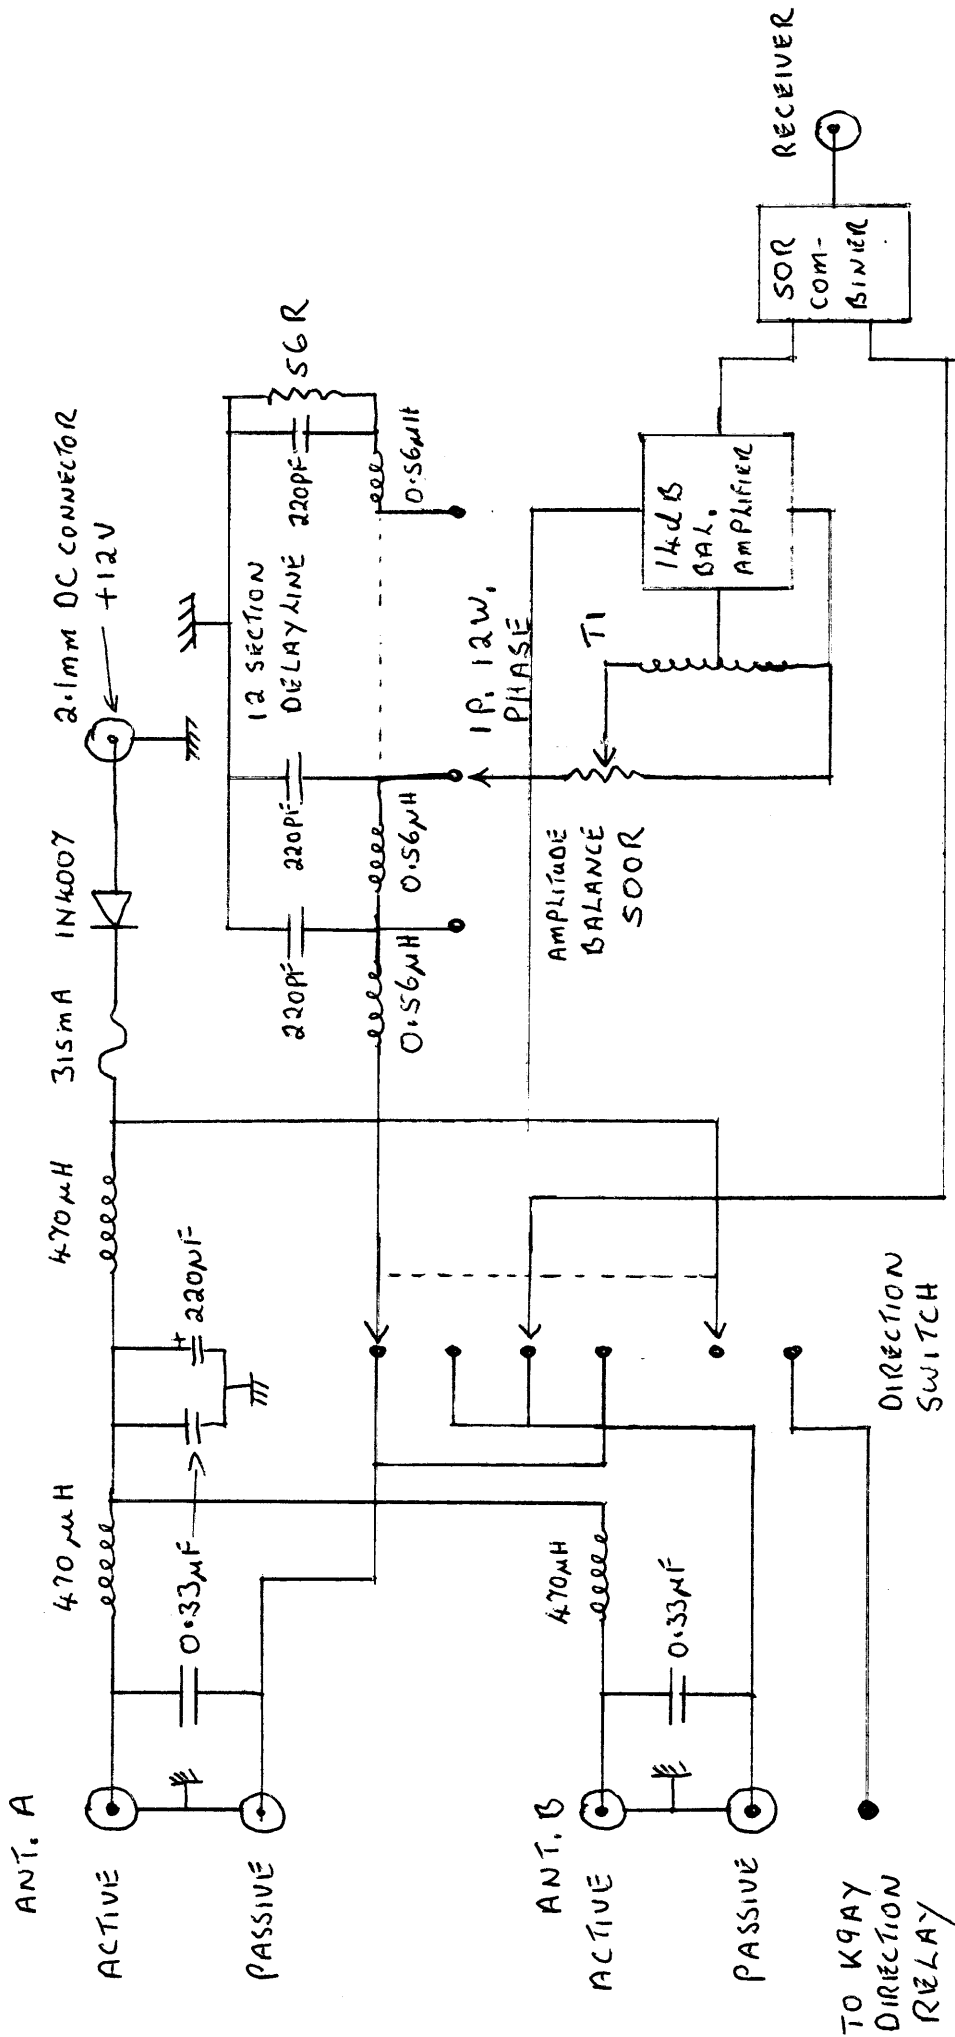 ANT. A
ACTIVE
PASSIVE
470µH
0.33µF
220µF
+
470µH
315mA
1N4007
2.1mm DC CONNECTOR
+12V
220PF
220PF
220PF
12 SECTION
DELAY LINE
56R
0.56µH
0.56µH
0.56µH
1P. 12W.
PHASE
AMPLITUDE
BALANCE
500R
T1
14dB
BAL.
AMPLIFIER
50R
COM-
BINER
RECEIVER
ANT. B
ACTIVE
PASSIVE
470µH
0.33µF
DIRECTION
SWITCH
TO K9AY
DIRECTION
RELAY